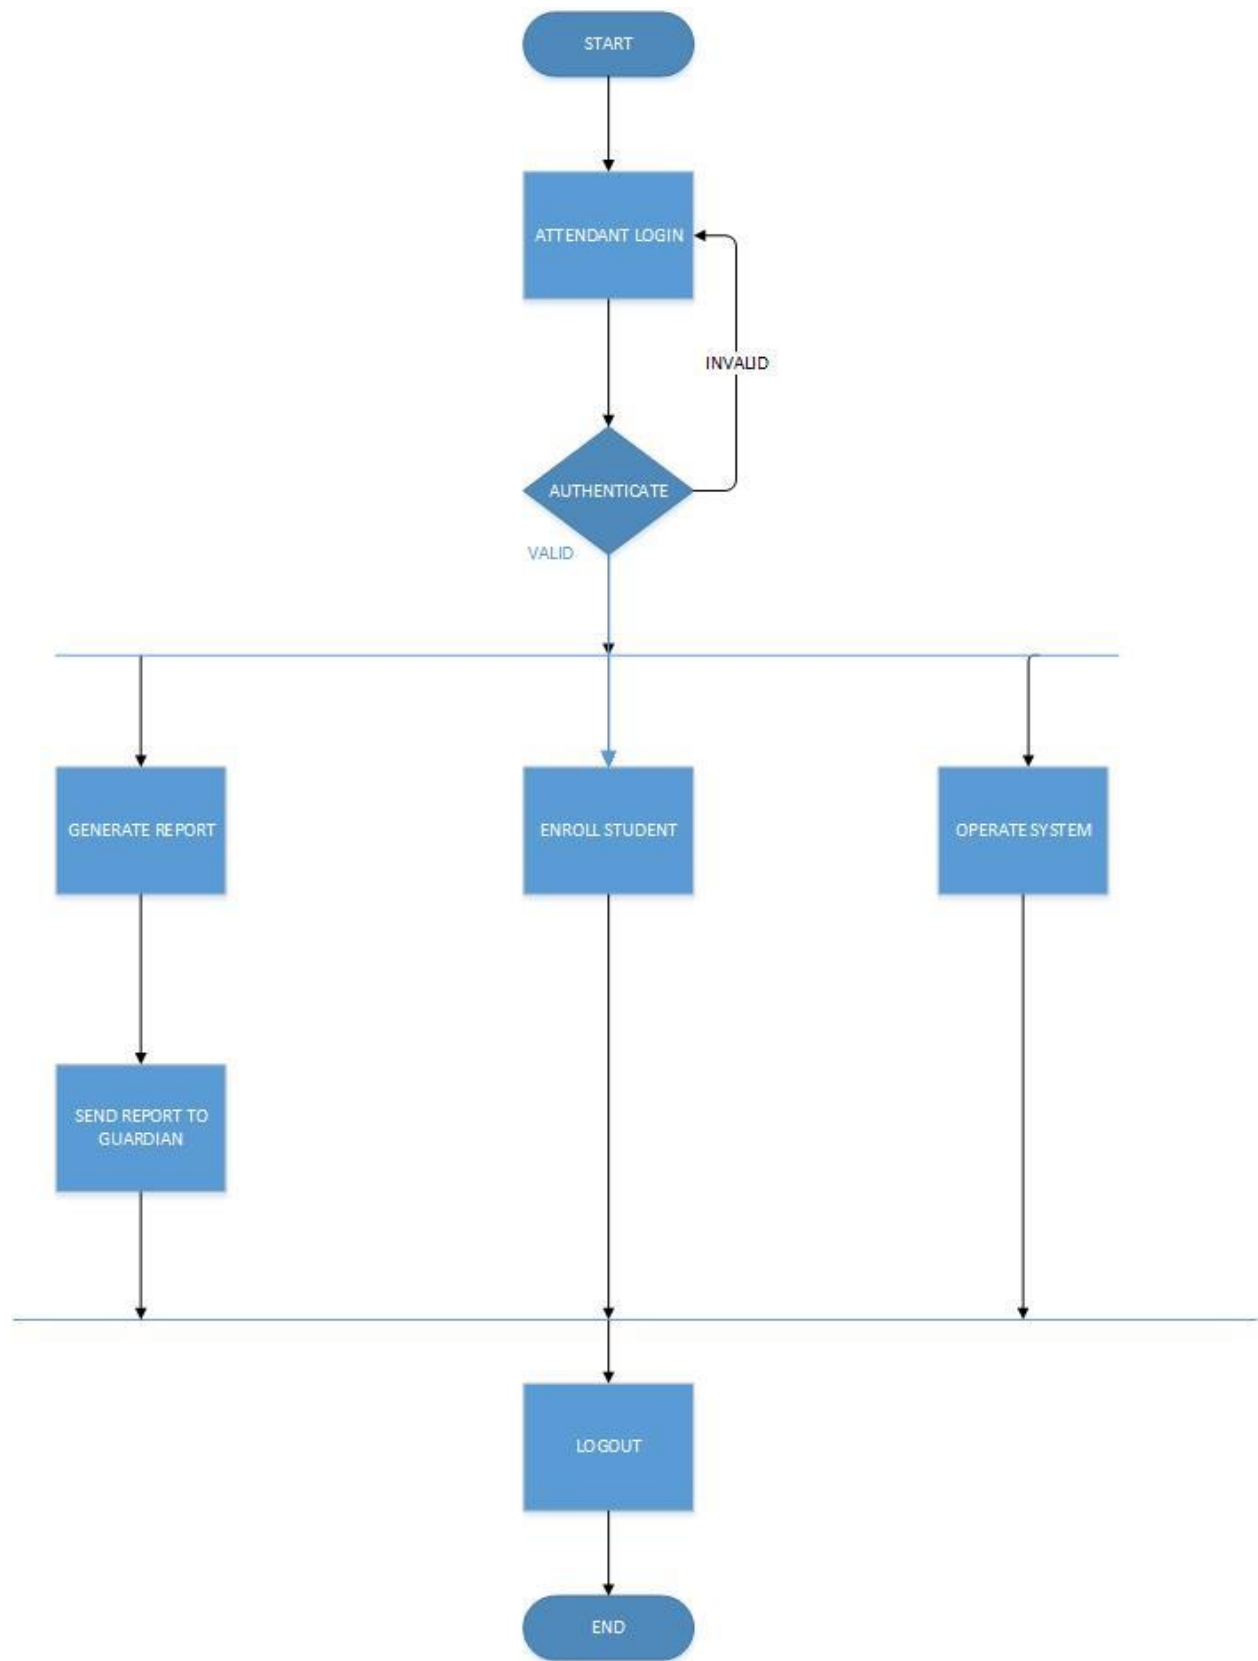 START
ATTENDANT LOGIN
INVALID
AUTHENTICATE
VALID
GENERATE REPORT
ENROLL STUDENT
OPERATE SYSTEM
SEND REPORT TO
GUARDIAN
LOGOUT
END